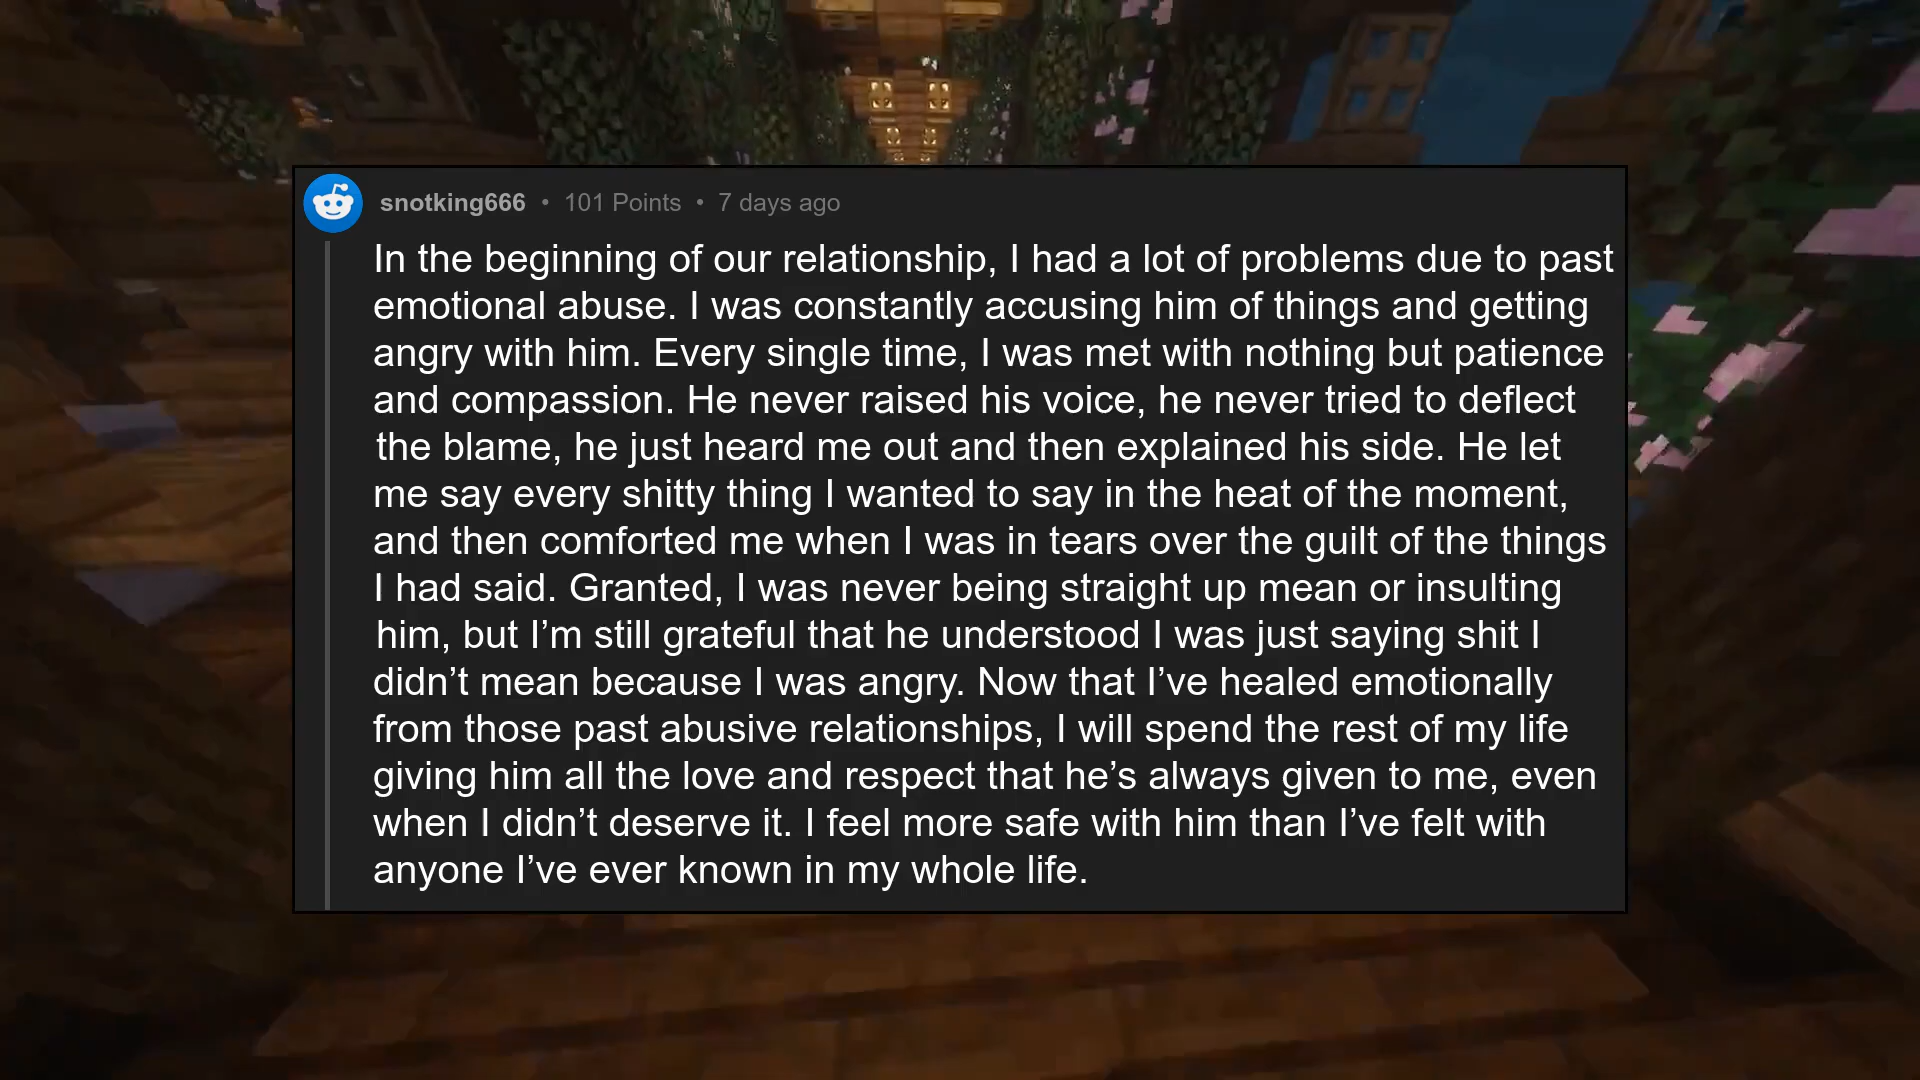 snotking666 • 101 Points • 7 days ago
In the beginning of our relationship, I had a lot of problems due to past
emotional abuse. I was constantly accusing him of things and getting
angry with him. Every single time, I was met with nothing but patience
and compassion. He never raised his voice, he never tried to deflect
the blame, he just heard me out and then explained his side. He let
me say every shitty thing I wanted to say in the heat of the moment,
and then comforted me when I was in tears over the guilt of the things
I had said. Granted, I was never being straight up mean or insulting
him, but I’m still grateful that he understood I was just saying shit I
didn’t mean because I was angry. Now that I’ve healed emotionally
from those past abusive relationships, I will spend the rest of my life
giving him all the love and respect that he’s always given to me, even
when I didn’t deserve it. I feel more safe with him than I’ve felt with
anyone I’ve ever known in my whole life.